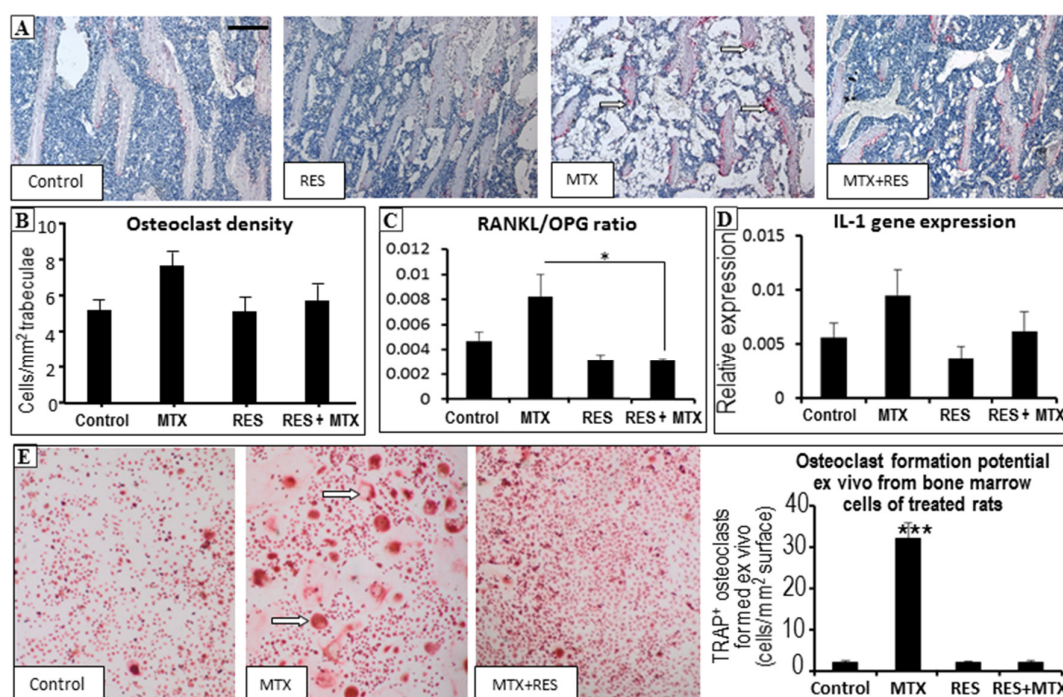 A
Control
RES
MTX
MTX+RES
B
Osteoclast density
Cells/mm² trabeculae
10
8
6
4
2
0
Control
MTX
RES
RES + MTX
C
RANKL/OPG ratio
0.012
0.01
0.008
0.006
0.004
0.002
0
*
Control
MTX
RES
RES + MTX
D
IL-1 gene expression
Relative expression
0.015
0.01
0.005
0
Control
MTX
RES
RES + MTX
E
Control
MTX
MTX+RES
Osteoclast formation potential
ex vivo from bone marrow
cells of treated rats
TRAP⁺ osteoclasts
formed ex vivo
(cells/mm² surface)
40
30
20
10
0
***
Control
MTX
RES
RES+MTX